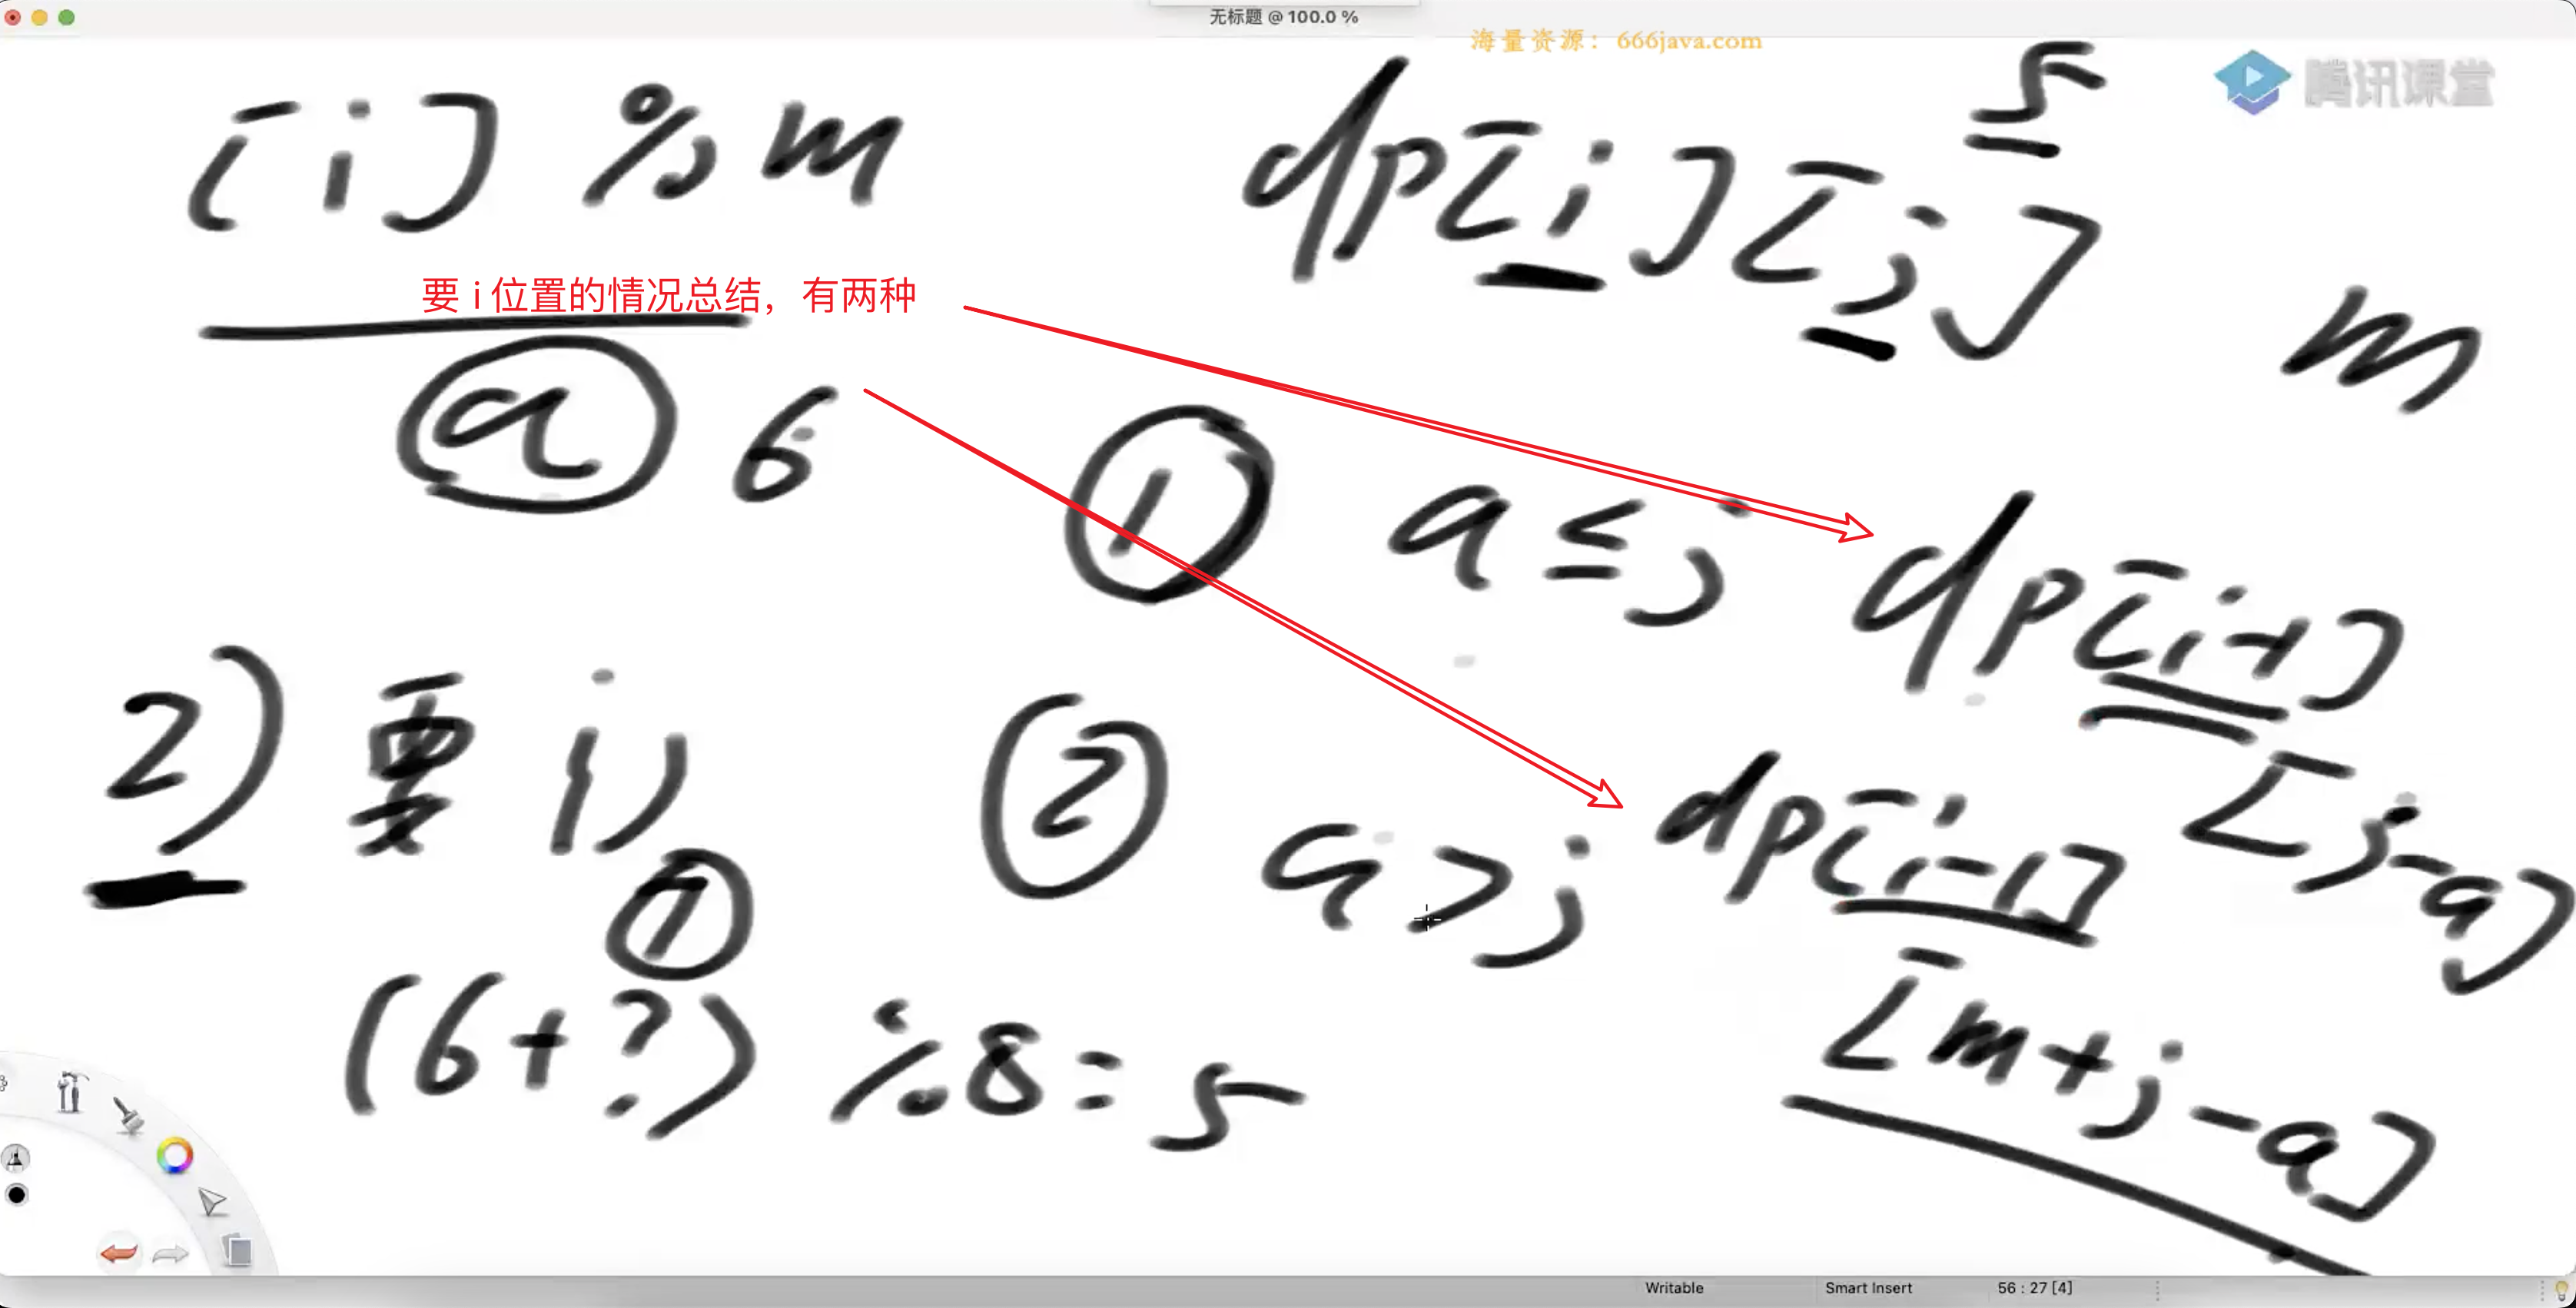 无标题 @ 100.0 %
海量资源：666java.com
腾讯课堂
[i] % m
dp[i][j]
5
m
要 i 位置的情况总结，有两种
a 6
① a ≤ j dp[i-1]
[j-a]
2) 要 i)
② a > j dp[i-1]
[m+j-a]
⑦
(6+?) % 8 = 5
Writable
Smart Insert
56 : 27 [4]